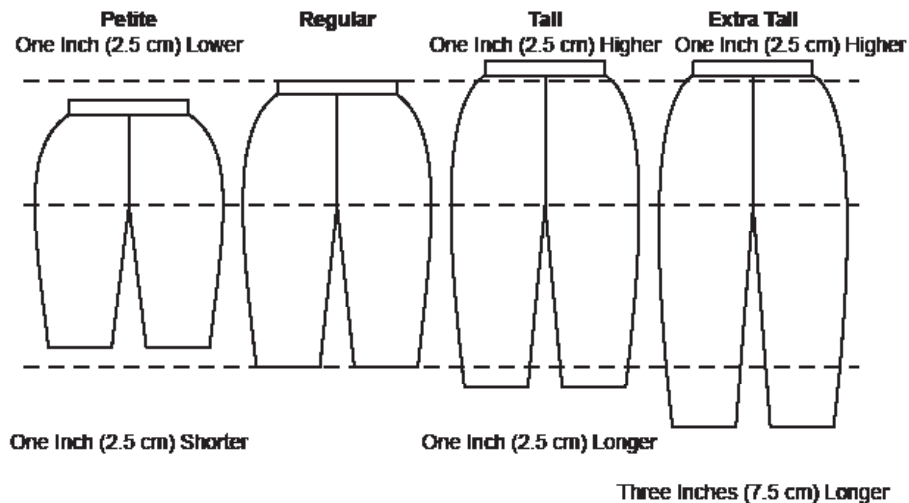 Petite
One Inch (2.5 cm) Lower
Regular
Tall
One Inch (2.5 cm) Higher
Extra Tall
One Inch (2.5 cm) Higher
One Inch (2.5 cm) Shorter
One Inch (2.5 cm) Longer
Three Inches (7.5 cm) Longer